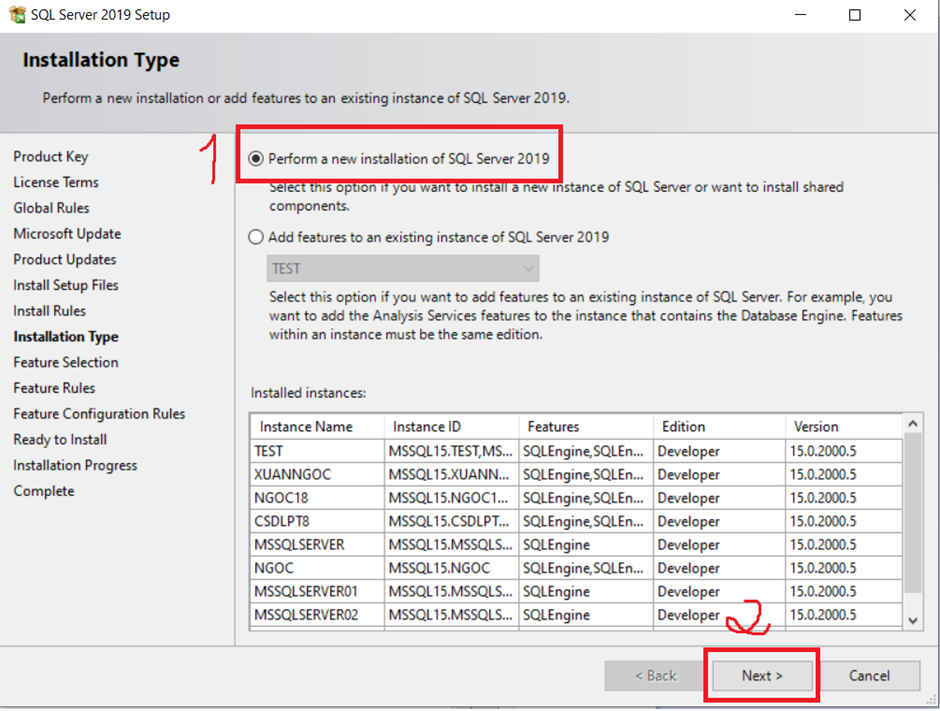 SQL Server 2019 Setup
Installation Type
Perform a new installation or add features to an existing instance of SQL Server 2019.
Product Key
License Terms
Global Rules
Microsoft Update
Product Updates
Install Setup Files
Install Rules
Installation Type
Feature Selection
Feature Rules
Feature Configuration Rules
Ready to Install
Installation Progress
Complete
1
Perform a new installation of SQL Server 2019
Select this option if you want to install a new instance of SQL Server or want to install shared
components.
Add features to an existing instance of SQL Server 2019
TEST
Select this option if you want to add features to an existing instance of SQL Server. For example, you
want to add the Analysis Services features to the instance that contains the Database Engine. Features
within an instance must be the same edition.
Installed instances:
Instance Name Instance ID Features Edition Version
TEST MSSQL15.TEST,MS... SQLEngine,SQLEn... Developer 15.0.2000.5
XUANNGOC MSSQL15.XUANN... SQLEngine,SQLEn... Developer 15.0.2000.5
NGOC18 MSSQL15.NGOC1... SQLEngine,SQLEn... Developer 15.0.2000.5
CSDLPT8 MSSQL15.CSDLPT... SQLEngine,SQLEn... Developer 15.0.2000.5
MSSQLSERVER MSSQL15.MSSQLS... SQLEngine Developer 15.0.2000.5
NGOC MSSQL15.NGOC SQLEngine,SQLEn... Developer 15.0.2000.5
MSSQLSERVER01 MSSQL15.MSSQLS... SQLEngine Developer 15.0.2000.5
MSSQLSERVER02 MSSQL15.MSSQLS... SQLEngine Developer 15.0.2000.5
2
< Back Next > Cancel